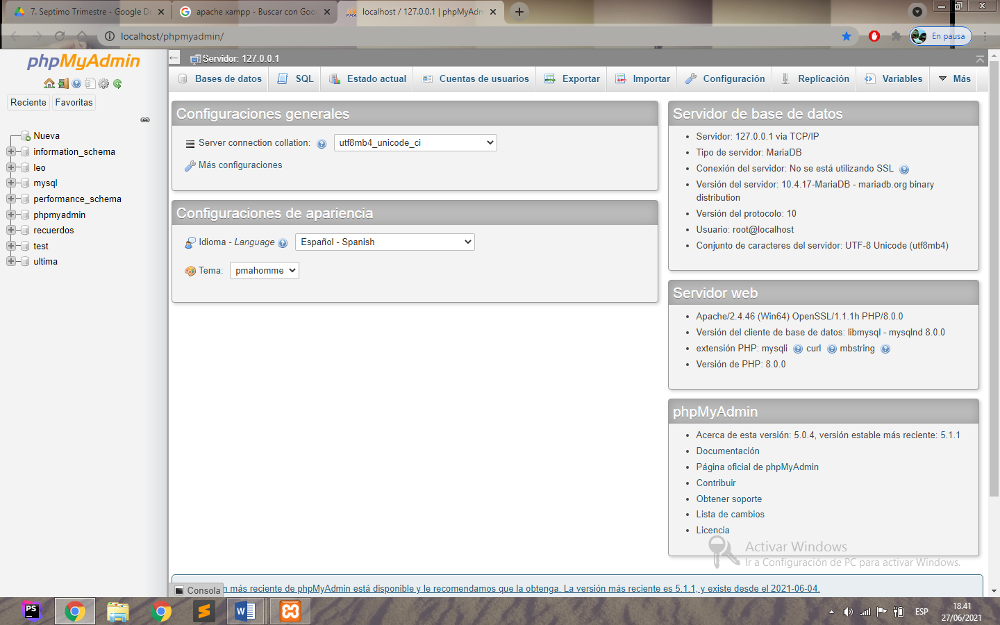 7. Septimo Trimestre - Google Dr
apache xampp - Buscar con Goo
localhost / 127.0.0.1 | phpMyAdm
localhost/phpmyadmin/
En pausa
phpMyAdmin
Reciente
Favoritas
Nueva
information_schema
leo
mysql
performance_schema
phpmyadmin
recuerdos
test
ultima
Servidor: 127.0.0.1
Bases de datos
SQL
Estado actual
Cuentas de usuarios
Exportar
Importar
Configuración
Replicación
Variables
Más
Configuraciones generales
Server connection collation:
utf8mb4_unicode_ci
Más configuraciones
Configuraciones de apariencia
Idioma - Language
Español - Spanish
Tema:
pmahomme
Servidor de base de datos
Servidor: 127.0.0.1 via TCP/IP
Tipo de servidor: MariaDB
Conexión del servidor: No se está utilizando SSL
Versión del servidor: 10.4.17-MariaDB - mariadb.org binary
distribution
Versión del protocolo: 10
Usuario: root@localhost
Conjunto de caracteres del servidor: UTF-8 Unicode (utf8mb4)
Servidor web
Apache/2.4.46 (Win64) OpenSSL/1.1.1h PHP/8.0.0
Versión del cliente de base de datos: libmysql - mysqlnd 8.0.0
extensión PHP: mysqli curl mbstring
Versión de PHP: 8.0.0
phpMyAdmin
Acerca de esta versión: 5.0.4, versión estable más reciente: 5.1.1
Documentación
Página oficial de phpMyAdmin
Contribuir
Obtener soporte
Lista de cambios
Licencia
Activar Windows
Ir a Configuración de PC para activar Windows.
Consola
n más reciente de phpMyAdmin está disponible y le recomendamos que la obtenga. La versión más reciente es 5.1.1, y existe desde el 2021-06-04.
PS
ESP
18.41
27/06/2021